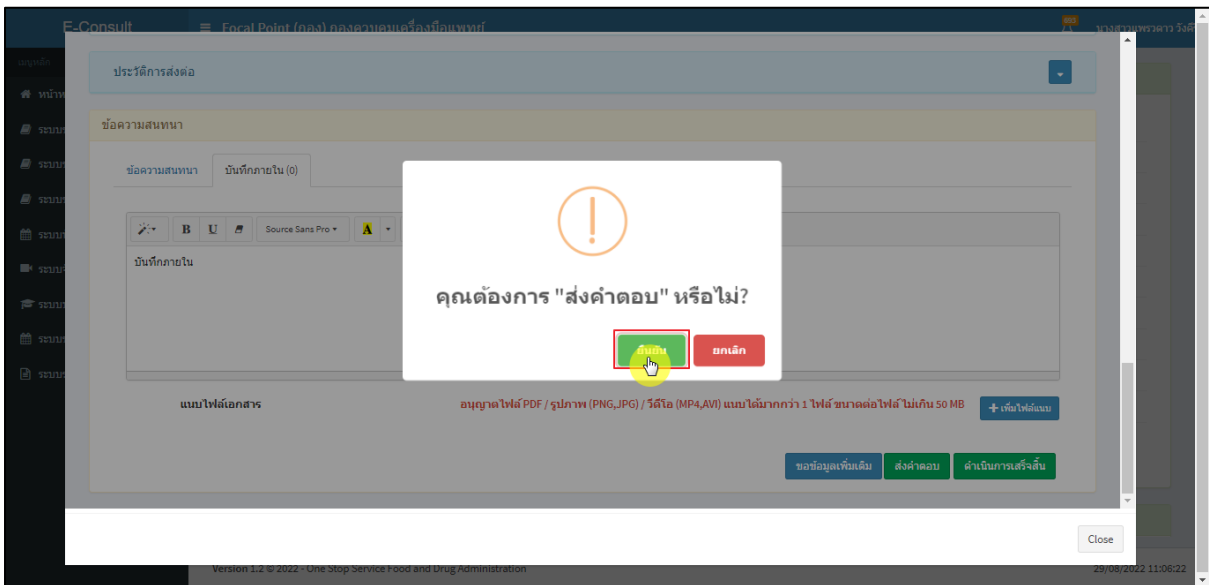 E-Consult
Focal Point (กอง) กองควบคุมเครื่องมือแพทย์
เมนูหลัก
ประวัติการส่งต่อ
ข้อความสนทนา
ข้อความสนทนา บันทึกภายใน (0)
B U Source Sans Pro A
บันทึกภายใน
คุณต้องการ "ส่งคำตอบ" หรือไม่?
ยืนยัน ยกเลิก
แนบไฟล์เอกสาร อนุญาตไฟล์ PDF / รูปภาพ (PNG,JPG) / วีดีโอ (MP4,AVI) แนบได้มากกว่า 1 ไฟล์ ขนาดต่อไฟล์ ไม่เกิน 50 MB เพิ่มไฟล์แนบ
ขอข้อมูลเพิ่มเติม ส่งคำตอบ ดำเนินการเสร็จสิ้น
Close
Version 1.2 © 2022 - One Stop Service Food and Drug Administration 29/08/2022 11:06:22